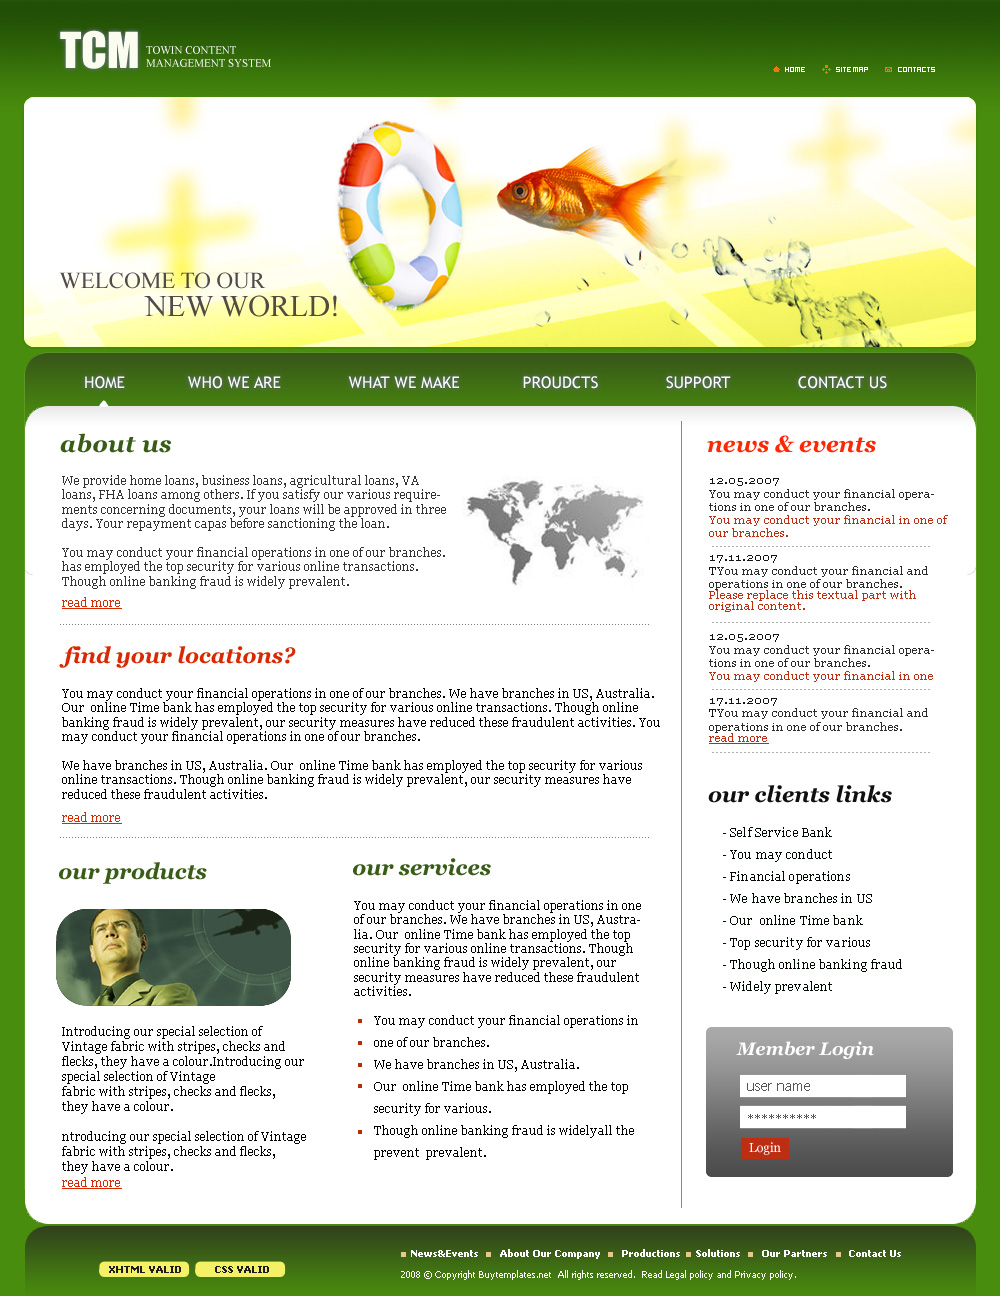 TCM TOWIN CONTENT
MANAGEMENT SYSTEM
HOME SITE MAP CONTACTS
WELCOME TO OUR
NEW WORLD!
HOME WHO WE ARE WHAT WE MAKE PROUDCTS SUPPORT CONTACT US
about us
We provide home loans, business loans, agricultural loans, VA
loans, FHA loans among others. If you satisfy our various require-
ments concerning documents, your loans will be approved in three
days. Your repayment capas before sanctioning the loan.
You may conduct your financial operations in one of our branches.
has employed the top security for various online transactions.
Though online banking fraud is widely prevalent.
read more
find your locations?
You may conduct your financial operations in one of our branches. We have branches in US, Australia.
Our online Time bank has employed the top security for various online transactions. Though online
banking fraud is widely prevalent, our security measures have reduced these fraudulent activities. You
may conduct your financial operations in one of our branches.
We have branches in US, Australia. Our online Time bank has employed the top security for various
online transactions. Though online banking fraud is widely prevalent, our security measures have
reduced these fraudulent activities.
read more
our products
Introducing our special selection of
Vintage fabric with stripes, checks and
flecks, they have a colour.Introducing our
special selection of Vintage
fabric with stripes, checks and flecks,
they have a colour.
ntroducing our special selection of Vintage
fabric with stripes, checks and flecks,
they have a colour.
read more
our services
You may conduct your financial operations in one
of our branches. We have branches in US, Austra-
lia. Our online Time bank has employed the top
security for various online transactions. Though
online banking fraud is widely prevalent, our
security measures have reduced these fraudulent
activities.
You may conduct your financial operations in
one of our branches.
We have branches in US, Australia.
Our online Time bank has employed the top
security for various.
Though online banking fraud is widelyall the
prevent prevalent.
news & events
12.05.2007
You may conduct your financial opera-
tions in one of our branches.
You may conduct your financial in one of
our branches.
17.11.2007
TYou may conduct your financial and
operations in one of our branches.
Please replace this textual part with
original content.
12.05.2007
You may conduct your financial opera-
tions in one of our branches.
You may conduct your financial in one
17.11.2007
TYou may conduct your financial and
operations in one of our branches.
read more
our clients links
- Self Service Bank
- You may conduct
- Financial operations
- We have branches in US
- Our online Time bank
- Top security for various
- Though online banking fraud
- Widely prevalent
Member Login
user name
**********
Login
XHTML VALID CSS VALID
News&Events About Our Company Productions Solutions Our Partners Contact Us
2008 © Copyright Buytemplates.net All rights reserved. Read Legal policy and Privacy policy.